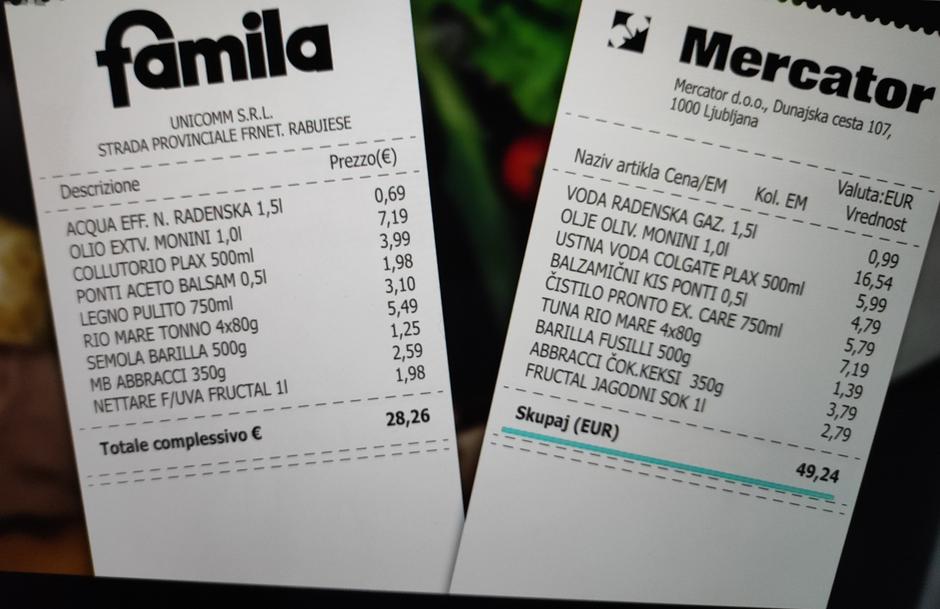 famila
UNICOMM S.R.L.
STRADA PROVINCIALE FRNET. RABUIESE
Descrizione Prezzo(€)
ACQUA EFF. N. RADENSKA 1,5l 0,69
OLIO EXTV. MONINI 1,0l 7,19
COLLUTORIO PLAX 500ml 3,99
PONTI ACETO BALSAM 0,5l 1,98
LEGNO PULITO 750ml 3,10
RIO MARE TONNO 4x80g 5,49
SEMOLA BARILLA 500g 1,25
MB ABBRACCI 350g 2,59
NETTARE F/UVA FRUCTAL 1l 1,98
Totale complessivo € 28,26
Mercator
Mercator d.o.o., Dunajska cesta 107,
1000 Ljubljana
Valuta:EUR
Naziv artikla Cena/EM Kol. EM Vrednost
VODA RADENSKA GAZ. 1,5l 0,99
OLJE OLIV. MONINI 1,0l 16,54
USTNA VODA COLGATE PLAX 500ml 5,99
BALZAMIČNI KIS PONTI 0,5l 4,79
ČISTILO PRONTO EX. CARE 750ml 5,79
TUNA RIO MARE 4x80g 7,19
BARILLA FUSILLI 500g 1,39
ABBRACCI ČOK.KEKSI 350g 3,79
FRUCTAL JAGODNI SOK 1l 2,79
Skupaj (EUR) 49,24